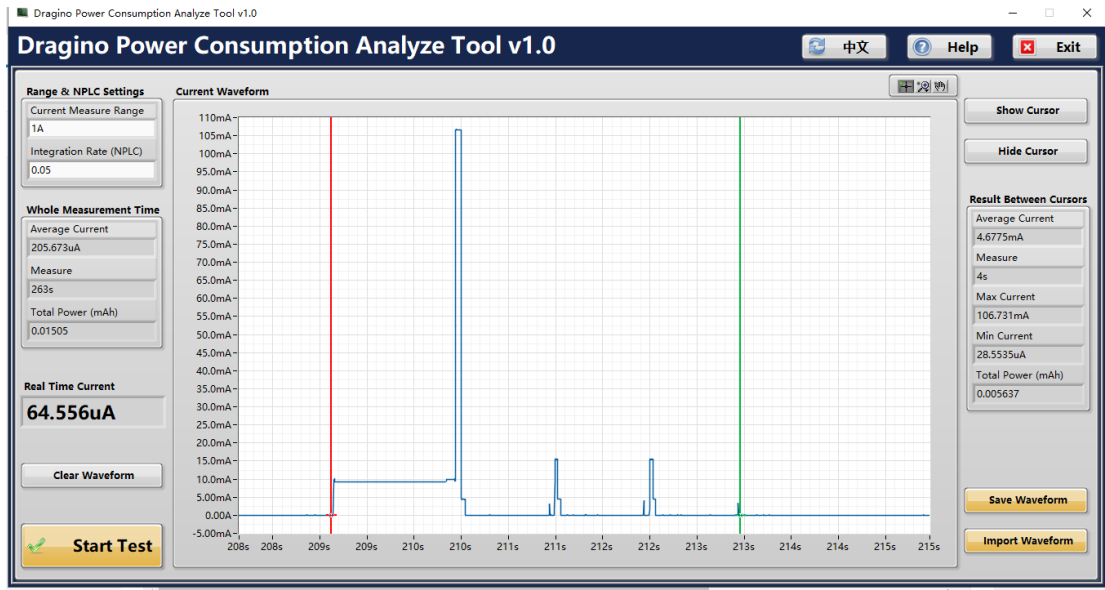 Dragino Power Consumption Analyze Tool v1.0
Dragino Power Consumption Analyze Tool v1.0
中文
Help
Exit
Range & NPLC Settings
Current Measure Range
1A
Integration Rate (NPLC)
0.05
Whole Measurement Time
Average Current
205.673uA
Measure
263s
Total Power (mAh)
0.01505
Real Time Current
64.556uA
Clear Waveform
Start Test
Current Waveform
110mA
105mA
100mA
95.0mA
90.0mA
85.0mA
80.0mA
75.0mA
70.0mA
65.0mA
60.0mA
55.0mA
50.0mA
45.0mA
40.0mA
35.0mA
30.0mA
25.0mA
20.0mA
15.0mA
10.0mA
5.00mA
0.00A
-5.00mA
208s 208s 209s 209s 210s 210s 211s 211s 212s 212s 213s 213s 214s 214s 215s 215s
Show Cursor
Hide Cursor
Result Between Cursors
Average Current
4.6775mA
Measure
4s
Max Current
106.731mA
Min Current
28.5535uA
Total Power (mAh)
0.005637
Save Waveform
Import Waveform